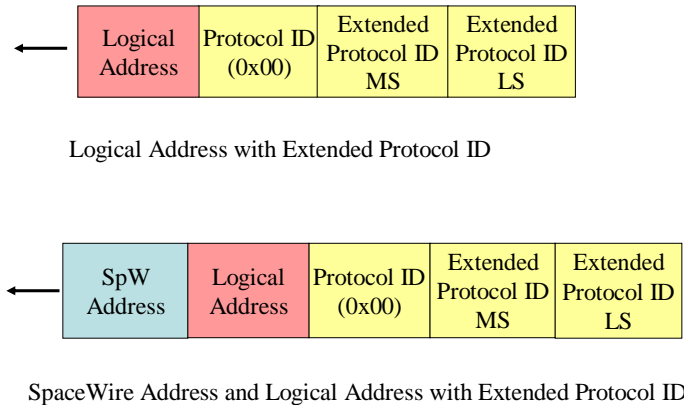 Logical Address
Protocol ID (0x00)
Extended Protocol ID MS
Extended Protocol ID LS
Logical Address with Extended Protocol ID
SpW Address
Logical Address
Protocol ID (0x00)
Extended Protocol ID MS
Extended Protocol ID LS
SpaceWire Address and Logical Address with Extended Protocol ID